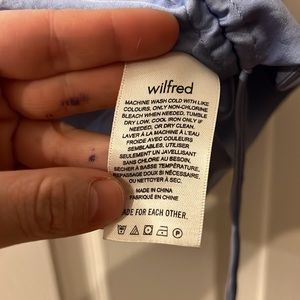 wilfred
MACHINE WASH COLD WITH LIKE
COLOURS, ONLY NON-CHLORINE
BLEACH WHEN NEEDED, TUMBLE
DRY LOW, COOL IRON ONLY IF
NEEDED, OR DRY CLEAN.
LAVER À LA MACHINE À L'EAU
FROIDE AVEC COULEURS
SEMBLABLES, UTILISER
SEULEMENT UN JAVELLISANT
SANS CHLORE AU BESOIN,
SÉCHER À BASSE TEMPÉRATURE,
REPASSAGE DOUX SI NÉCESSAIRE,
OU NETTOYER À SEC.
MADE IN CHINA
FABRIQUÉ EN CHINE
MADE FOR EACH OTHER.